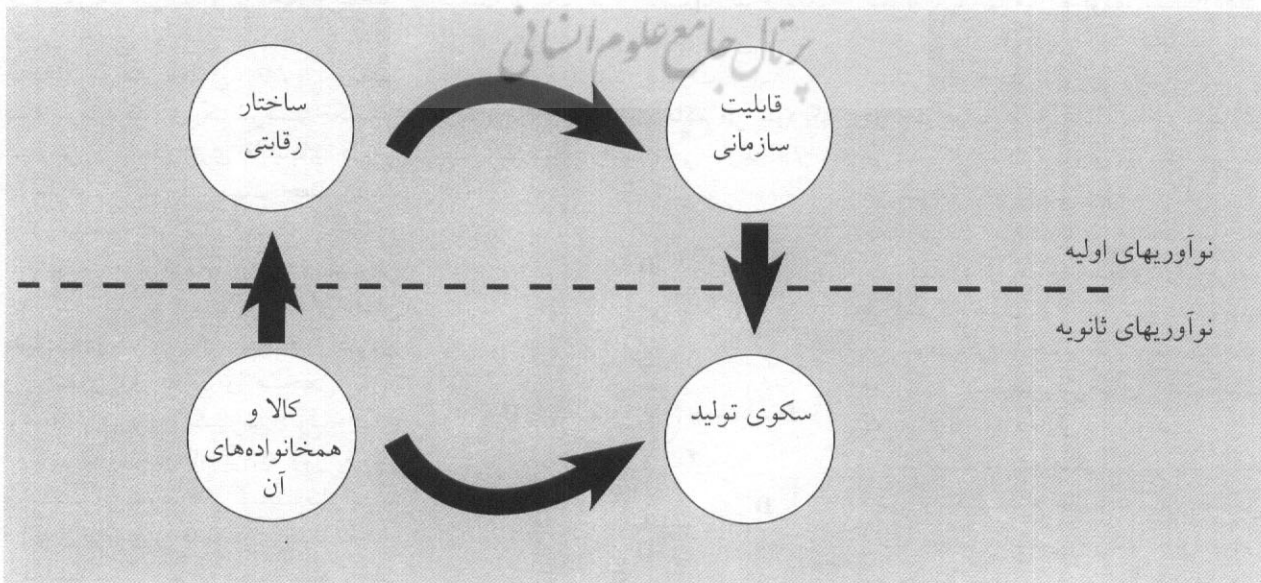 پرتال جامع علوم انسانی
قابلیت
سازمانی
ساختار
رقابتی
نوآوریهای اولیه
نوآوریهای ثانویه
سکوی تولید
کالا و
همخانواده‌های
آن